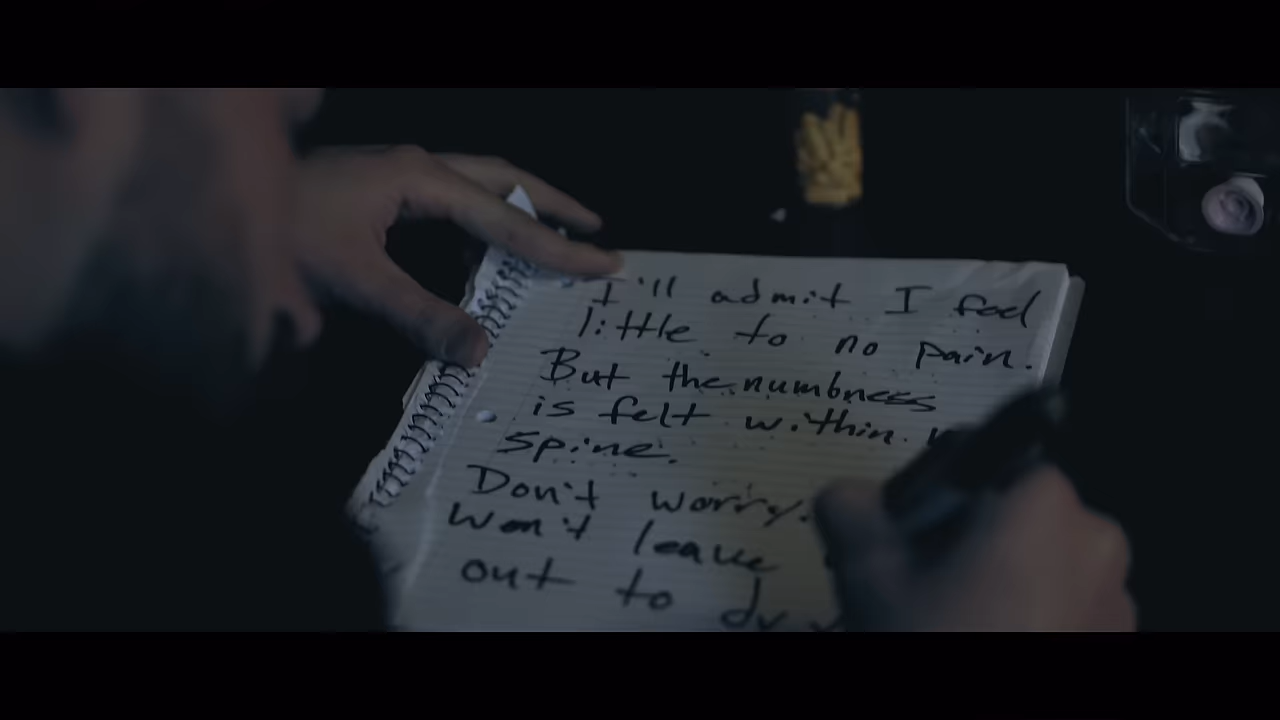 I'll admit I feel
little to no pain.
But the numbness
is felt within
spine.
Don't worry.
Won't leave
out to